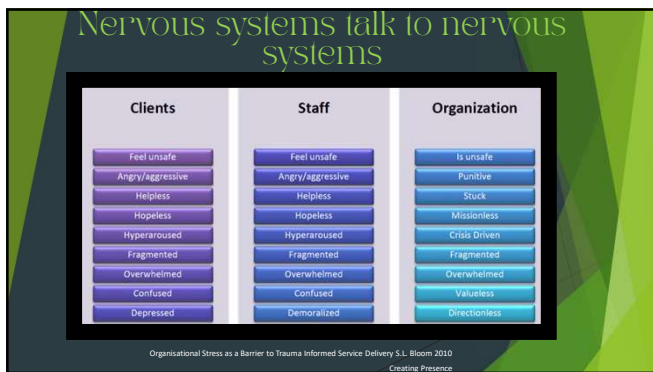 Nervous systems talk to nervous
systems
Clients
Feel unsafe
Angry/aggressive
Helpless
Hopeless
Hyperaroused
Fragmented
Overwhelmed
Confused
Depressed
Staff
Feel unsafe
Angry/aggressive
Helpless
Hopeless
Hyperaroused
Fragmented
Overwhelmed
Confused
Demoralized
Organization
Is unsafe
Punitive
Stuck
Missionless
Crisis Driven
Fragmented
Overwhelmed
Valueless
Directionless
Organisational Stress as a Barrier to Trauma Informed Service Delivery S.L. Bloom 2010
Creating Presence